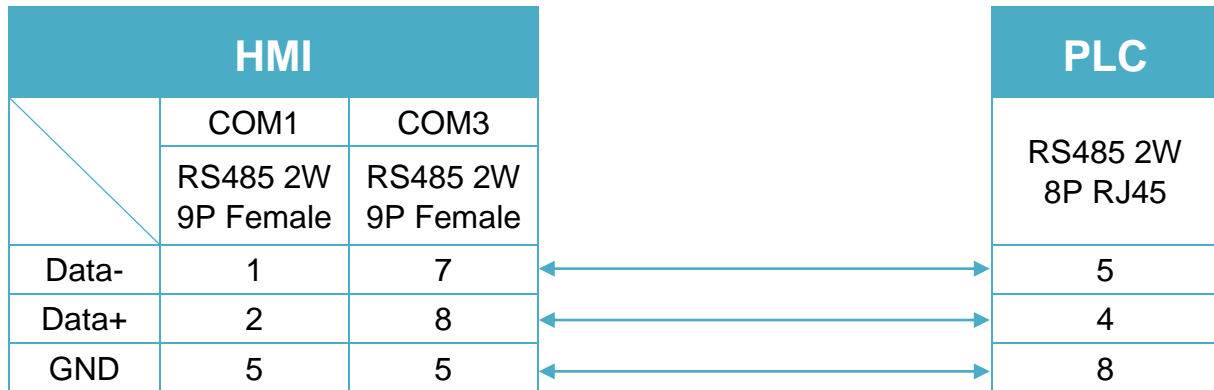 HMI
PLC
COM1 COM3
RS485 2W RS485 2W
9P Female 9P Female
RS485 2W
8P RJ45
Data- 1 7 5
Data+ 2 8 4
GND 5 5 8